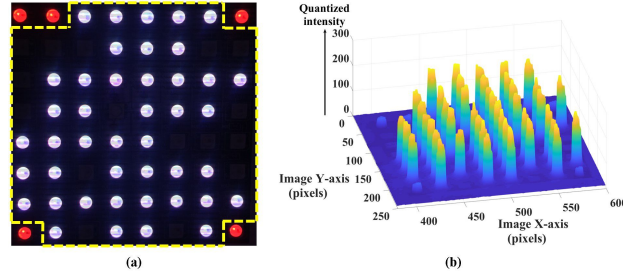 Quantized
intensity
300
200
100
0
0
50
100
150
200
250
Image Y-axis
(pixels)
400
450
500
550
600
Image X-axis
(pixels)
(a)
(b)